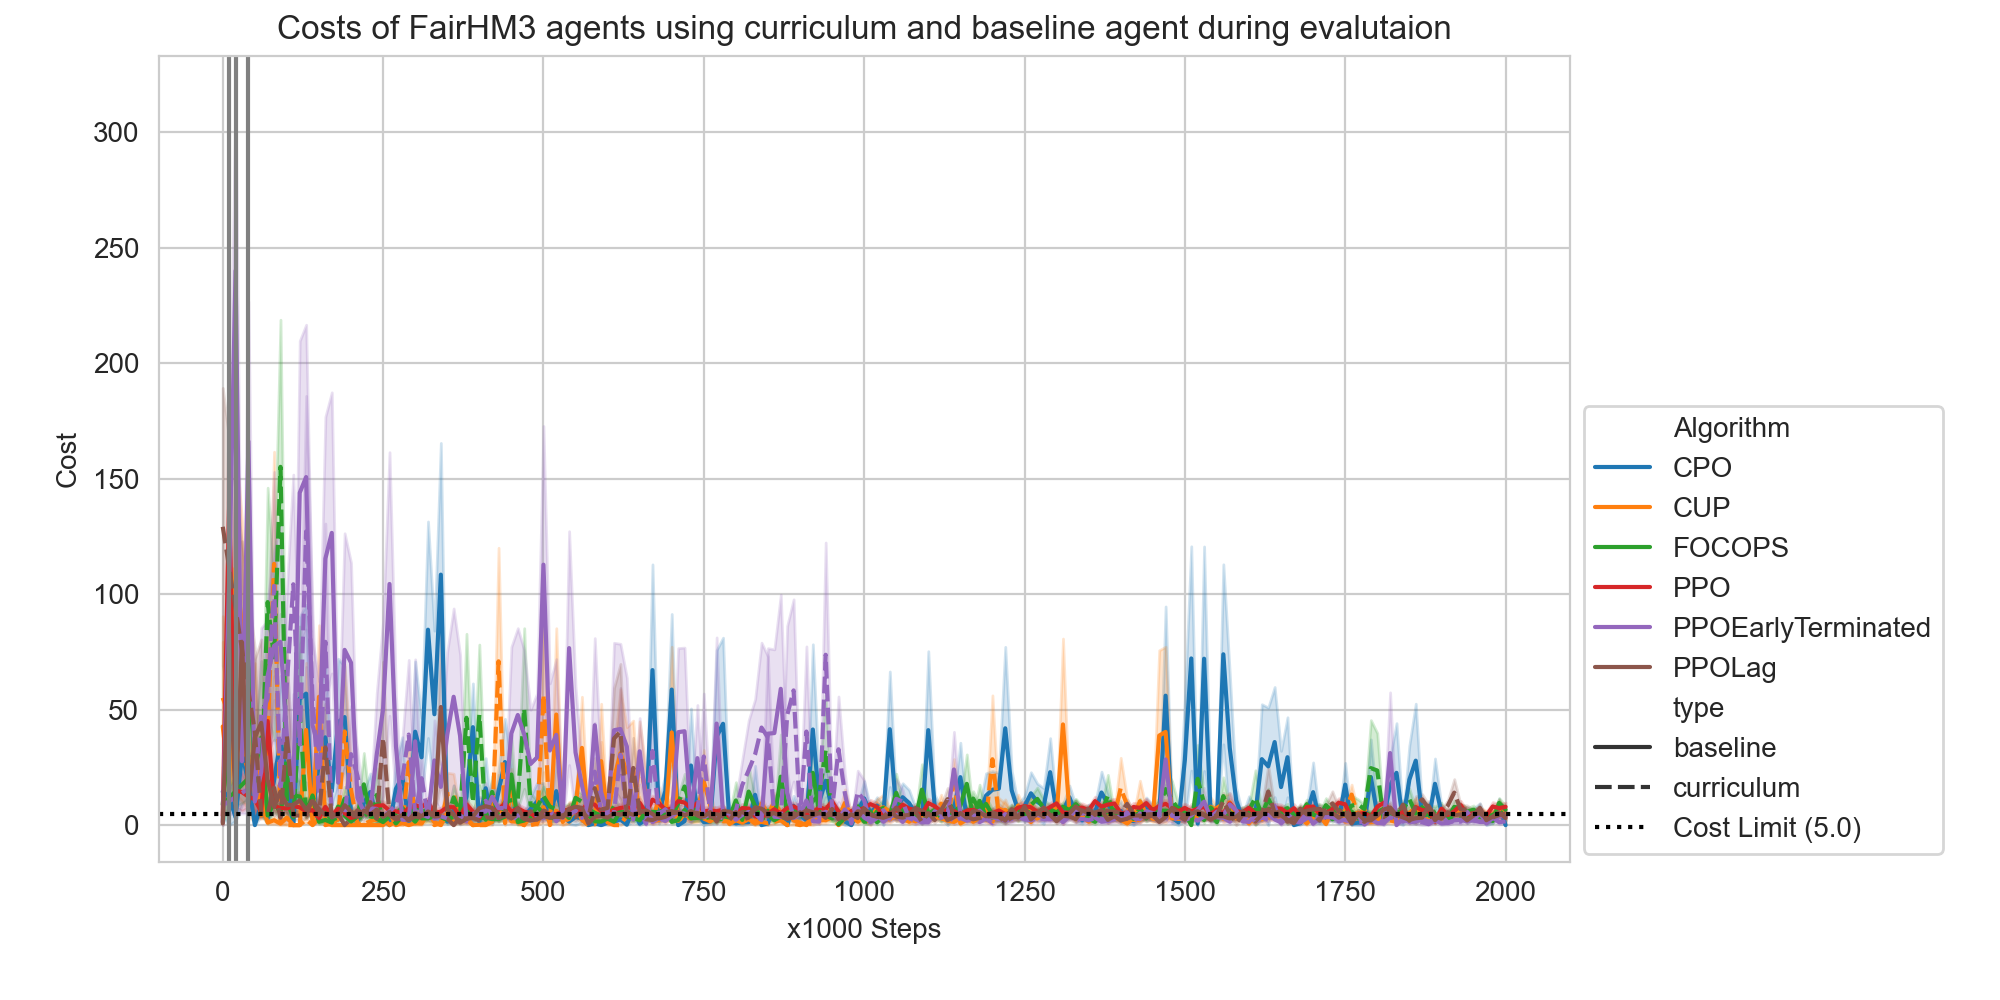 Costs of FairHM3 agents using curriculum and baseline agent during evalutaion
Cost
300
250
200
150
100
50
0
0 250 500 750 1000 1250 1500 1750 2000
x1000 Steps
Algorithm
CPO
CUP
FOCOPS
PPO
PPOEarlyTerminated
PPOLag
type
baseline
curriculum
Cost Limit (5.0)